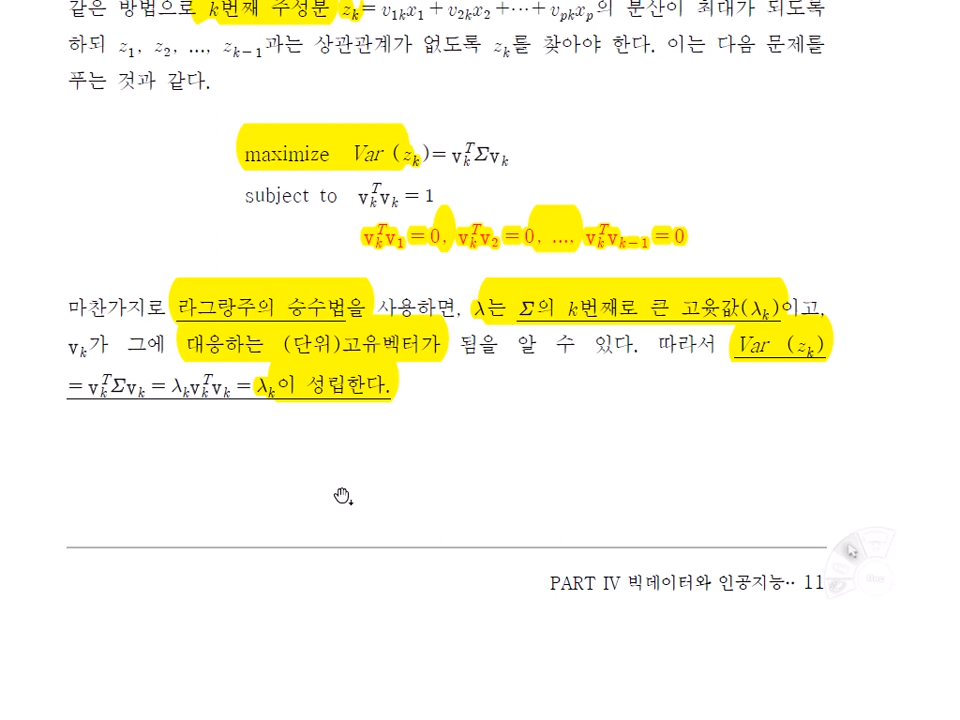 같은 방법으로 k번째 주성분 z_k = v_{1k}x_1 + v_{2k}x_2 + ··· + v_{pk}x_p의 분산이 최대가 되도록
하되 z_1, z_2, ..., z_{k-1}과는 상관관계가 없도록 z_k를 찾아야 한다. 이는 다음 문제를
푸는 것과 같다.
maximize Var (z_k) = v_k^T Σv_k
subject to v_k^T v_k = 1
v_k^T v_1 = 0, v_k^T v_2 = 0, ..., v_k^T v_{k-1} = 0
마찬가지로 라그랑주의 승수법을 사용하면, λ는 Σ의 k번째로 큰 고윳값(λ_k)이고,
v_k가 그에 대응하는 (단위)고유벡터가 됨을 알 수 있다. 따라서 Var (z_k)
= v_k^T Σv_k = λ_k v_k^T v_k = λ_k이 성립한다.
PART IV 빅데이터와 인공지능·· 11